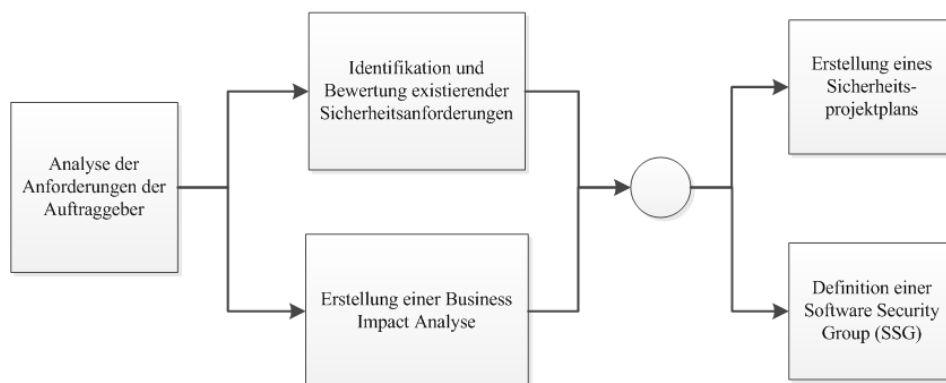 Analyse der
Anforderungen der
Auftraggeber
Identifikation und
Bewertung existierender
Sicherheitsanforderungen
Erstellung einer Business
Impact Analyse
Erstellung eines
Sicherheits-
projektplans
Definition einer
Software Security
Group (SSG)